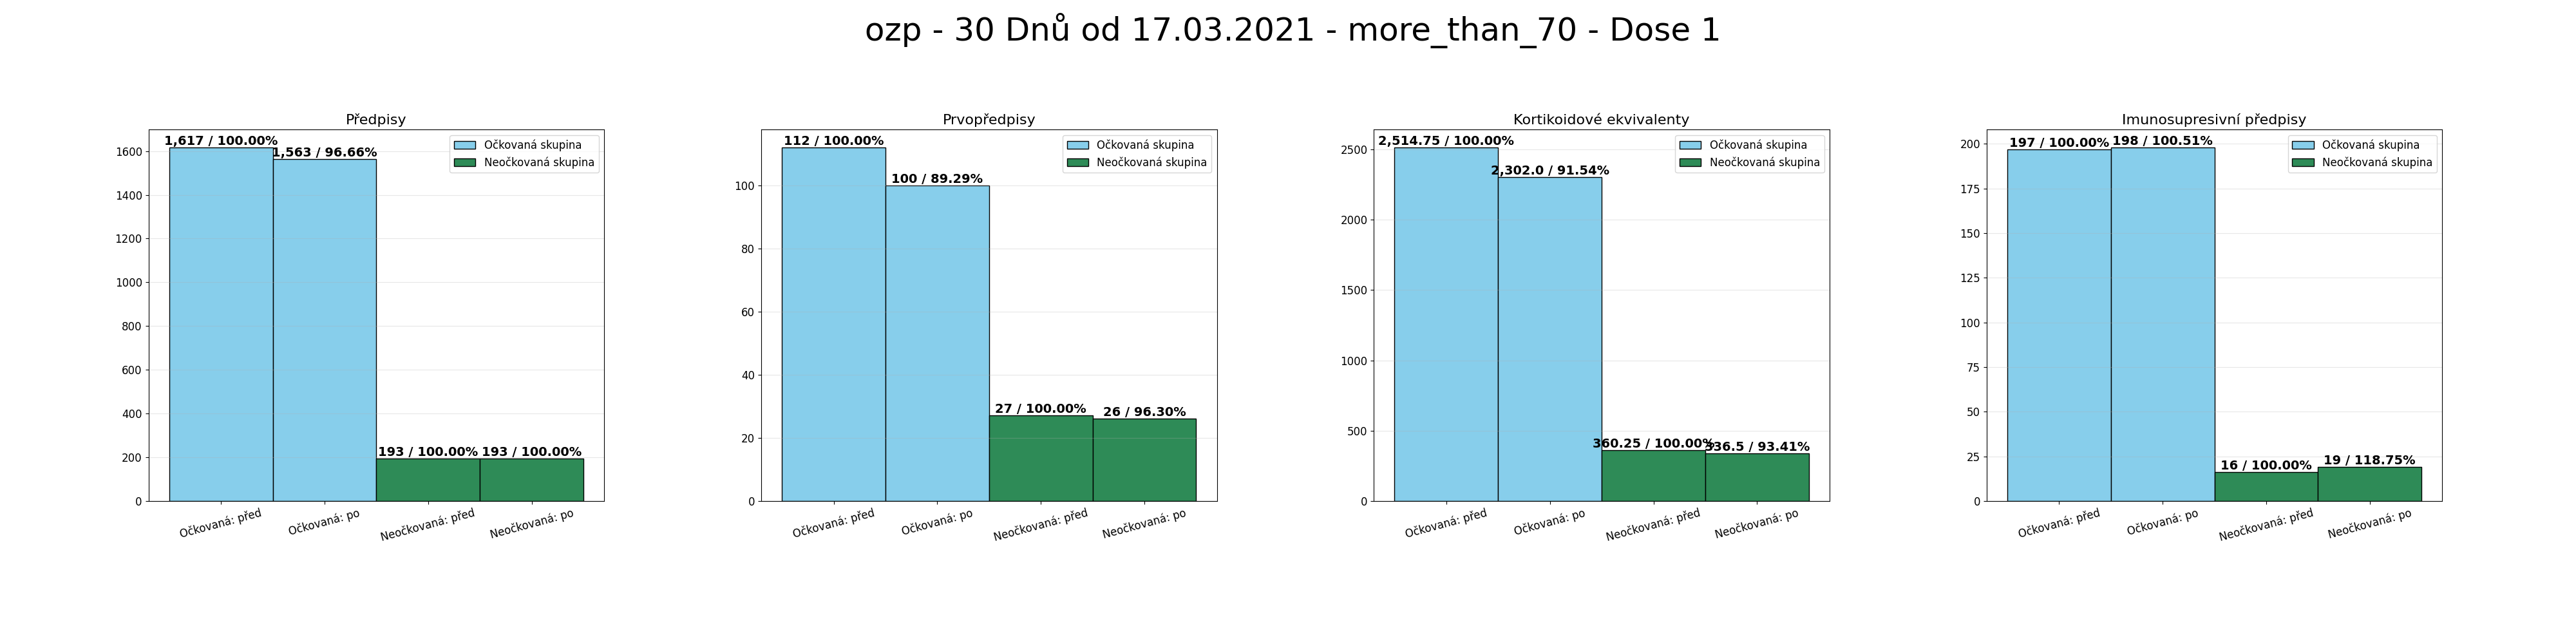 ozp - 30 Dnů od 17.03.2021 - more_than_70 - Dose 1
Předpisy
1,617 / 100.00%
1,563 / 96.66%
193 / 100.00%
193 / 100.00%
Očkovaná skupina
Neočkovaná skupina
1600
1400
1200
1000
800
600
400
200
0
Očkovaná: před
Očkovaná: po
Neočkovaná: před
Neočkovaná: po
Prvopředpisy
112 / 100.00%
100 / 89.29%
27 / 100.00%
26 / 96.30%
Očkovaná skupina
Neočkovaná skupina
100
80
60
40
20
0
Očkovaná: před
Očkovaná: po
Neočkovaná: před
Neočkovaná: po
Kortikoidové ekvivalenty
2,514.75 / 100.00%
2,302.0 / 91.54%
360.25 / 100.00%
336.5 / 93.41%
Očkovaná skupina
Neočkovaná skupina
2500
2000
1500
1000
500
0
Očkovaná: před
Očkovaná: po
Neočkovaná: před
Neočkovaná: po
Imunosupresivní předpisy
197 / 100.00%
198 / 100.51%
16 / 100.00%
19 / 118.75%
Očkovaná skupina
Neočkovaná skupina
200
175
150
125
100
75
50
25
0
Očkovaná: před
Očkovaná: po
Neočkovaná: před
Neočkovaná: po